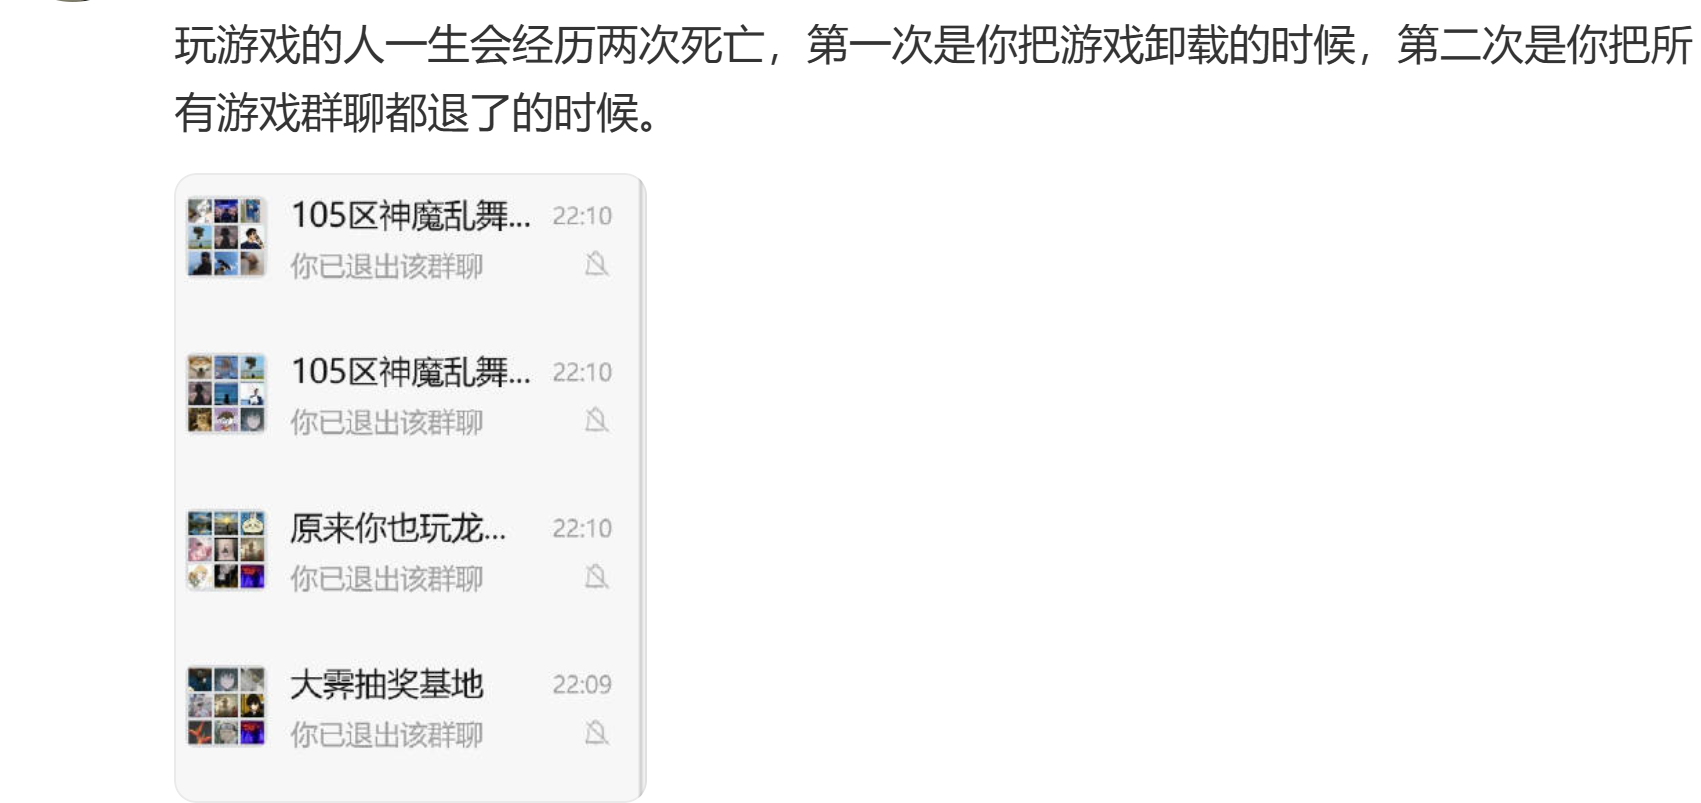 玩游戏的人一生会经历两次死亡，第一次是你把游戏卸载的时候，第二次是你把所
有游戏群聊都退了的时候。
105区神魔乱舞... 22:10
你已退出该群聊
105区神魔乱舞... 22:10
你已退出该群聊
原来你也玩龙... 22:10
你已退出该群聊
大霁抽奖基地 22:09
你已退出该群聊